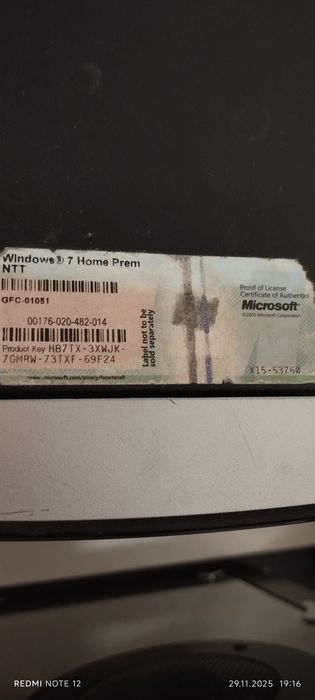 Windows® 7 Home Prem
NTT
GFC-01051
00176-020-482-014
Product Key H87TX-3XWJK-
7GMRW-73TXF-69F24
www.microsoft.com/privacy/howtotell
Label not to be
sold separately
Proof of License
Certificate of Authentici
Microsoft
©2005 Microsoft Corporation
X15-53760
REDMI NOTE 12
29.11.2025 19:16